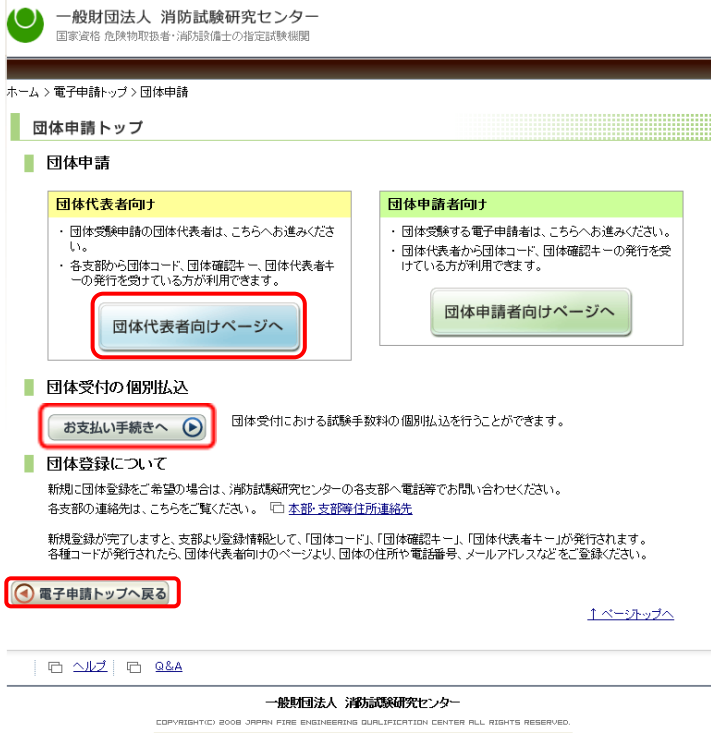 一般財団法人 消防試験研究センター
国家資格 危険物取扱者・消防設備士の指定試験機関
ホーム > 電子申請トップ > 団体申請
団体申請トップ
団体申請
団体代表者向け
・ 団体受験申請の団体代表者は、こちらへお進みくださ
い。
・ 各支部から団体コード、団体確認キー、団体代表者キ
ーの発行を受けている方が利用できます。
団体代表者向けページへ
団体申請者向け
・ 団体受験する電子申請者は、こちらへお進みください。
・ 団体代表者から団体コード、団体確認キーの発行を受
けている方が利用できます。
団体申請者向けページへ
団体受付の個別払込
お支払い手続きへ
団体受付における試験手数料の個別払込を行うことができます。
団体登録について
新規に団体登録をご希望の場合は、消防試験研究センターの各支部へ電話等でお問い合わせください。
各支部の連絡先は、こちらをご覧ください。 本部・支部等住所連絡先
新規登録が完了しますと、支部より登録情報として、「団体コード」、「団体確認キー」、「団体代表者キー」が発行されます。
各種コードが発行されたら、団体代表者向けのページより、団体の住所や電話番号、メールアドレスなどをご登録ください。
電子申請トップへ戻る
↑ ページトップへ
ヘルプ Q&A
一般財団法人 消防試験研究センター
COPYRIGHT(C) 2008 JAPAN FIRE ENGINEERING QUALIFICATION CENTER ALL RIGHTS RESERVED.